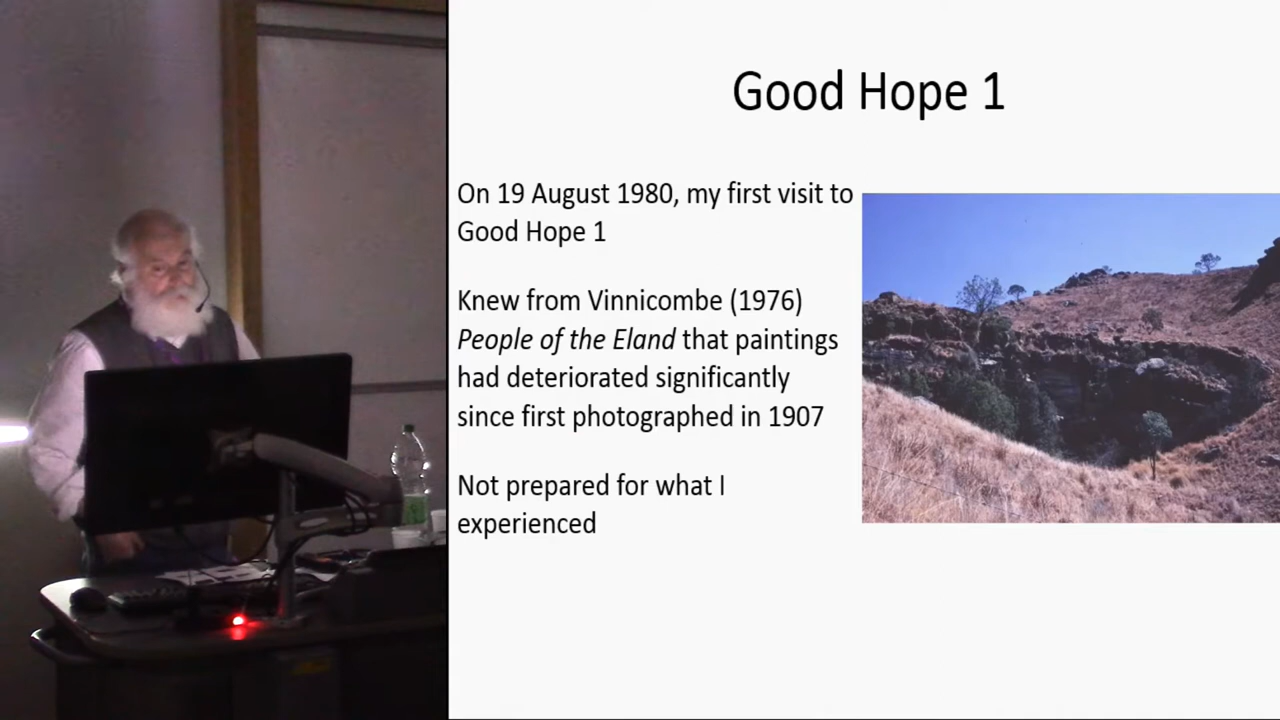 Good Hope 1
On 19 August 1980, my first visit to
Good Hope 1
Knew from Vinnicombe (1976)
People of the Eland that paintings
had deteriorated significantly
since first photographed in 1907
Not prepared for what I
experienced